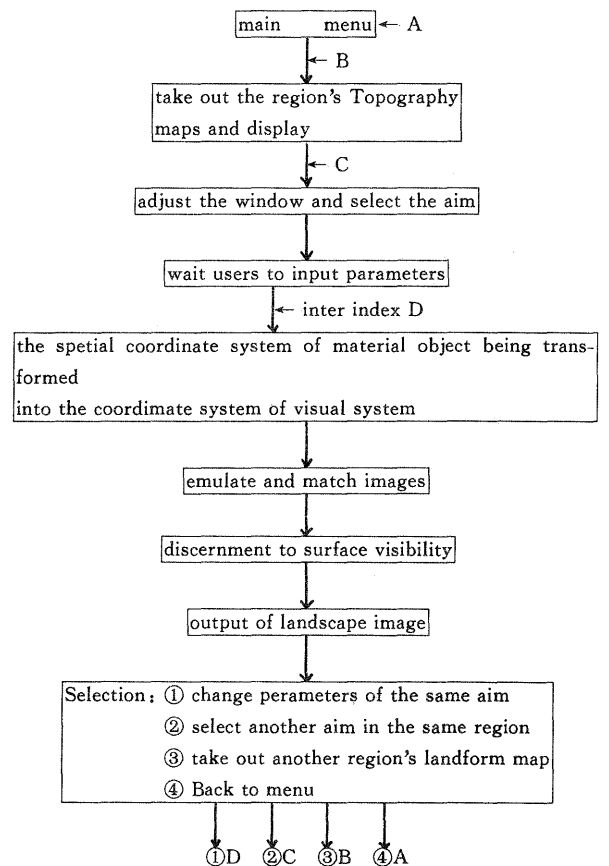 main menu ← A
← B
take out the region's Topography
maps and display
← C
adjust the window and select the aim
wait users to input parameters
← inter index D
the spetial coordinate system of material object being trans-
formed
into the coordimate system of visual system
emulate and match images
discernment to surface visibility
output of landscape image
Selection: ① change perameters of the same aim
② select another aim in the same region
③ take out another region's landform map
④ Back to menu
①D ②C ③B ④A